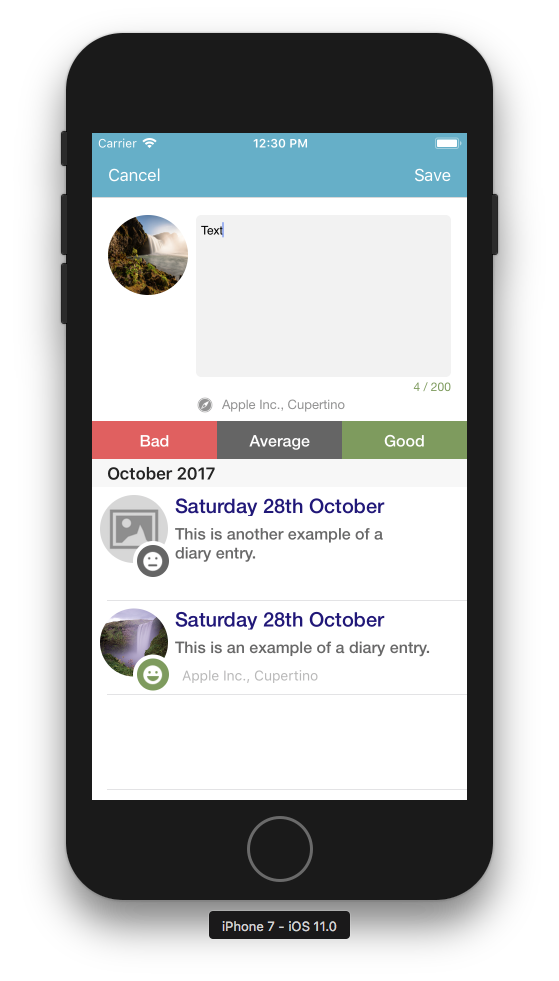 Carrier 12:30 PM
Cancel Save
Text
4 / 200
Apple Inc., Cupertino
Bad Average Good
October 2017
Saturday 28th October
This is another example of a
diary entry.
Saturday 28th October
This is an example of a diary entry.
Apple Inc., Cupertino
iPhone 7 - iOS 11.0